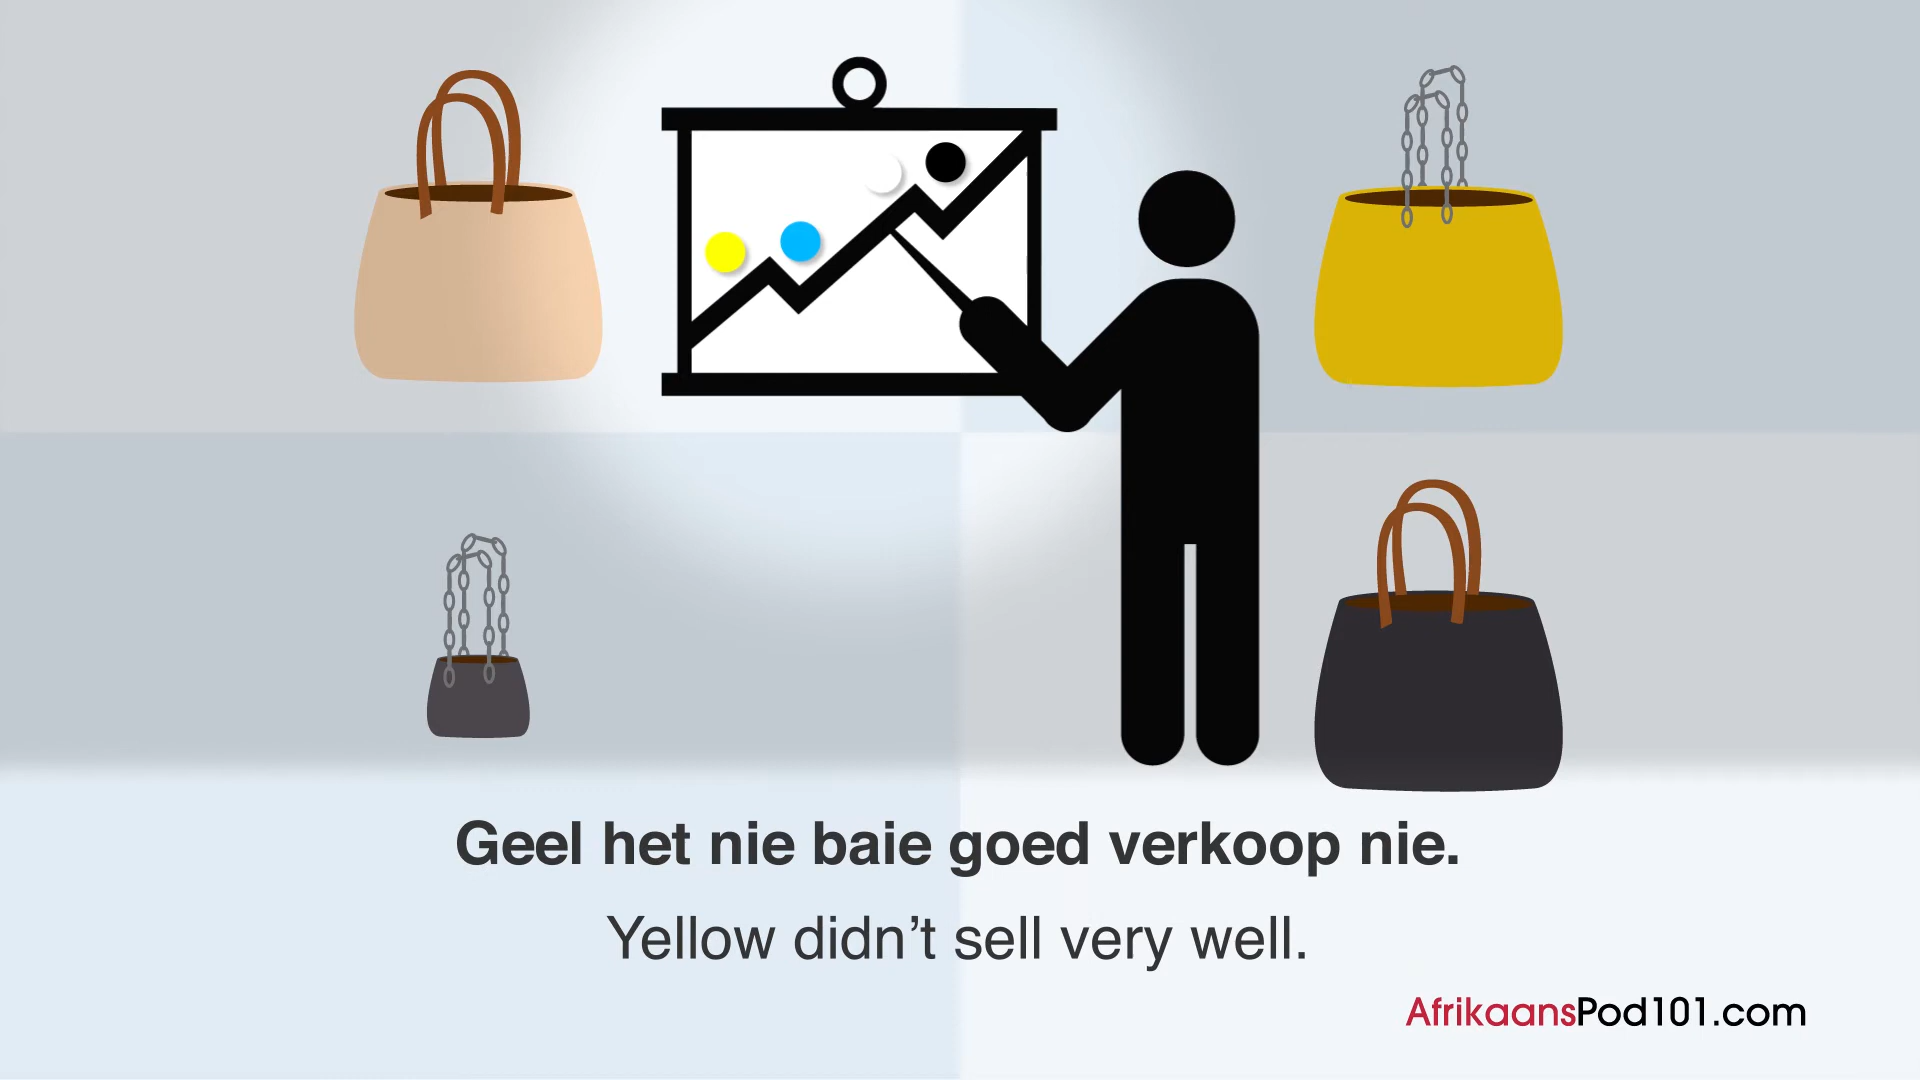 Geel het nie baie goed verkoop nie.
Yellow didn’t sell very well.
AfrikaansPod101.com